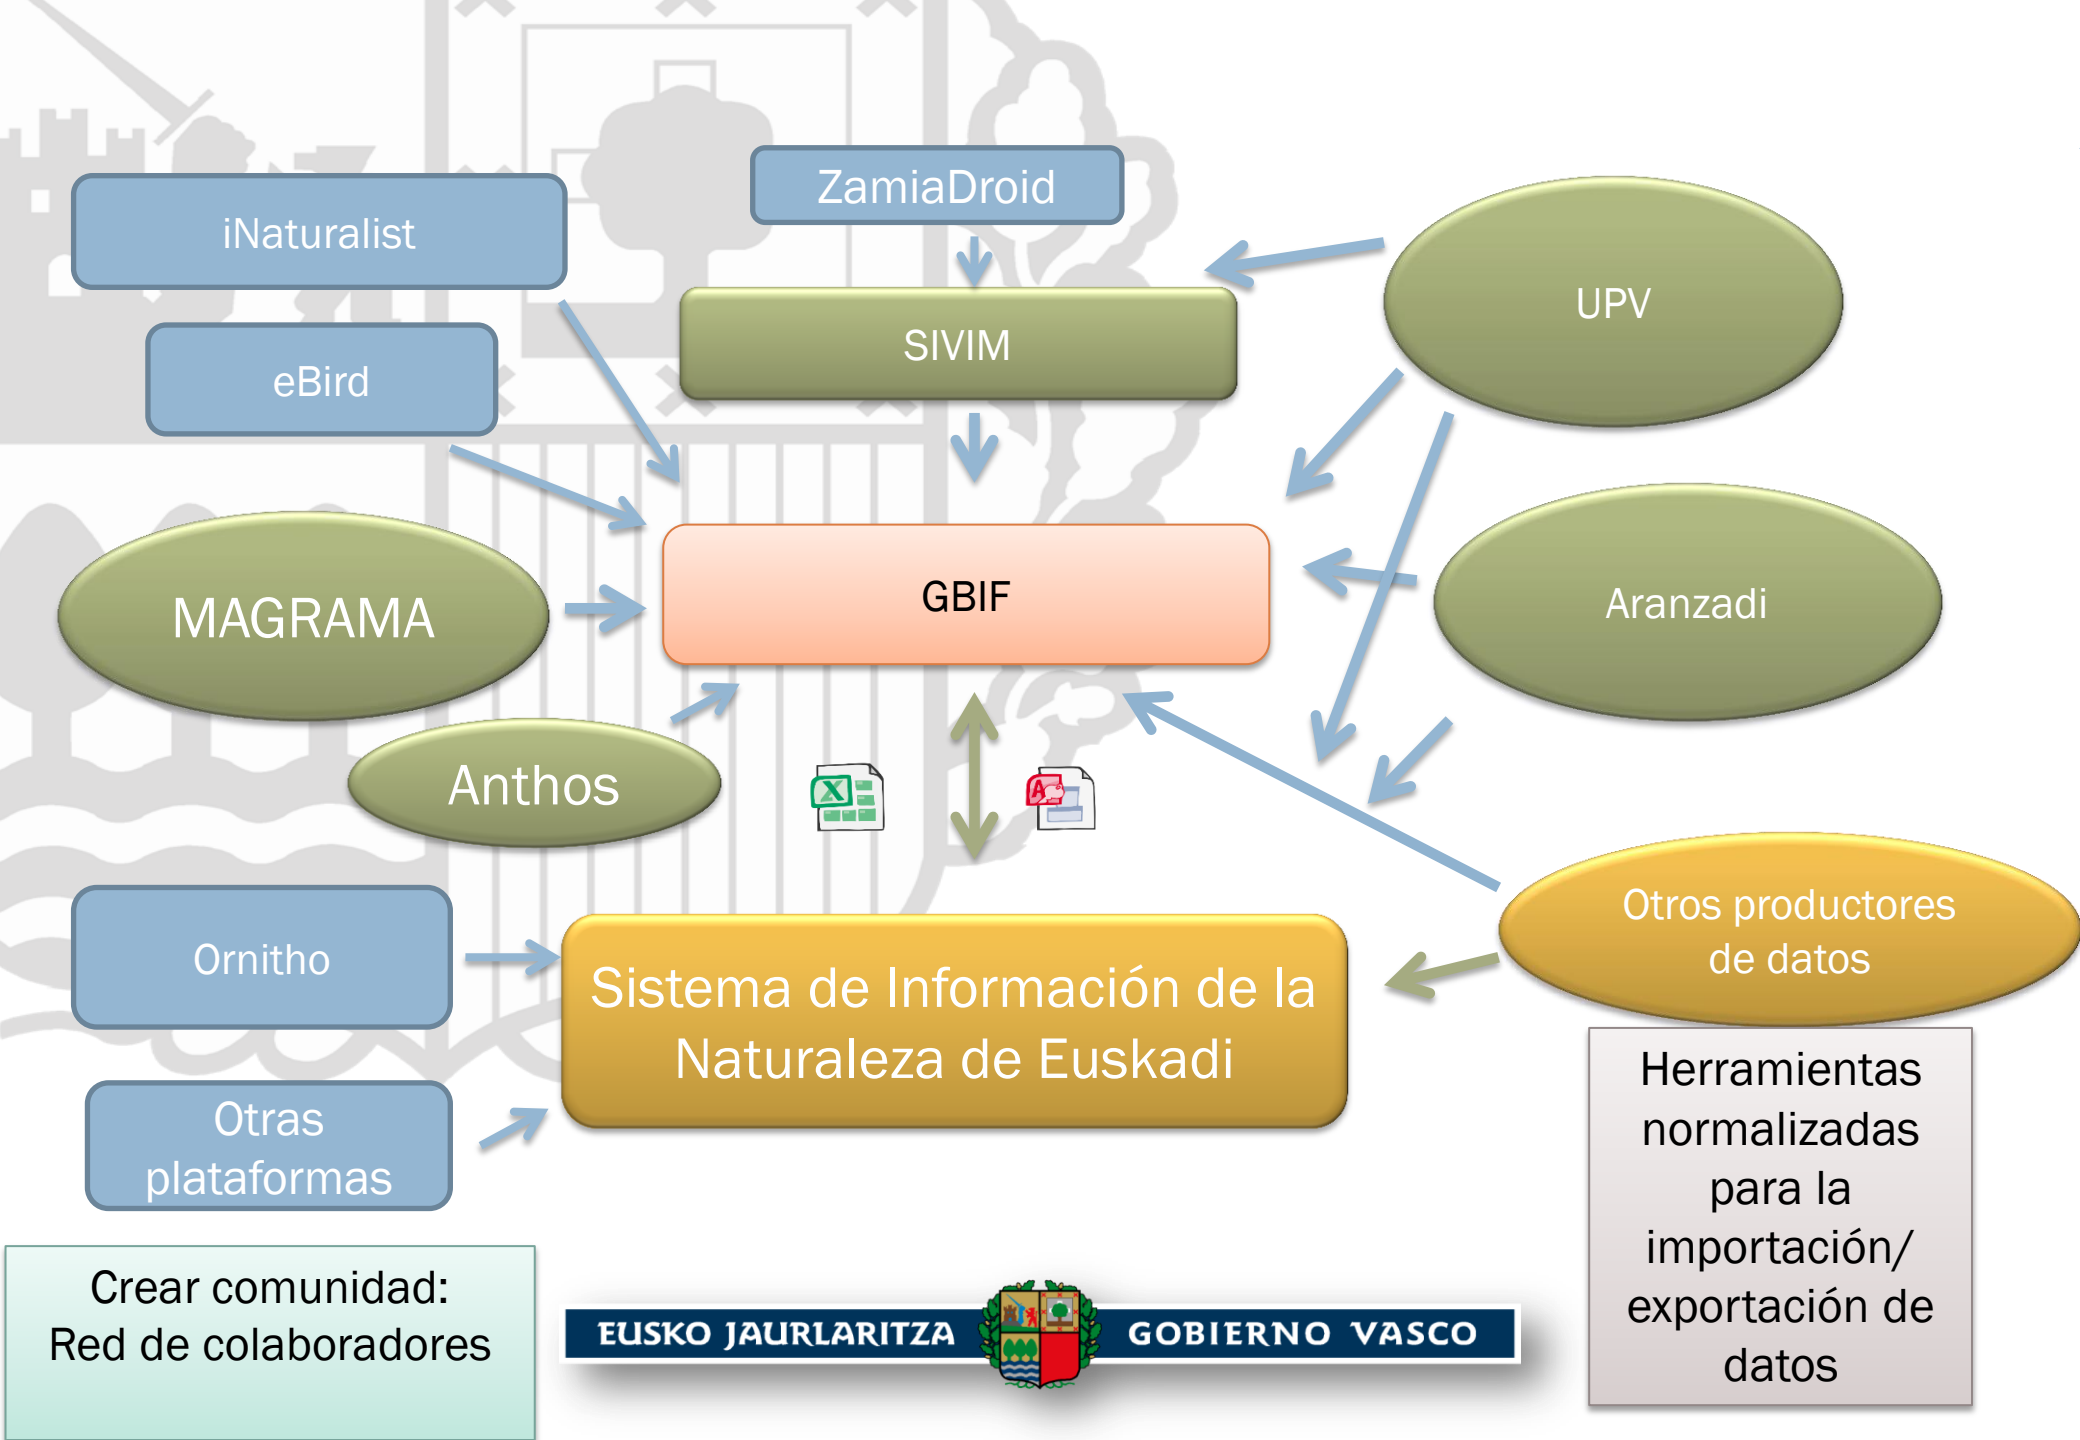 ZamiaDroid
iNaturalist
UPV
SIVIM
eBird
GBIF
MAGRAMA
Aranzadi
Anthos
X
A
Otros productores
de datos
Ornitho
Sistema de Información de la
Naturaleza de Euskadi
Otras
plataformas
Herramientas
normalizadas
para la
importación/
exportación de
datos
Crear comunidad:
Red de colaboradores
EUSKO JAURLARITZA
GOBIERNO VASCO